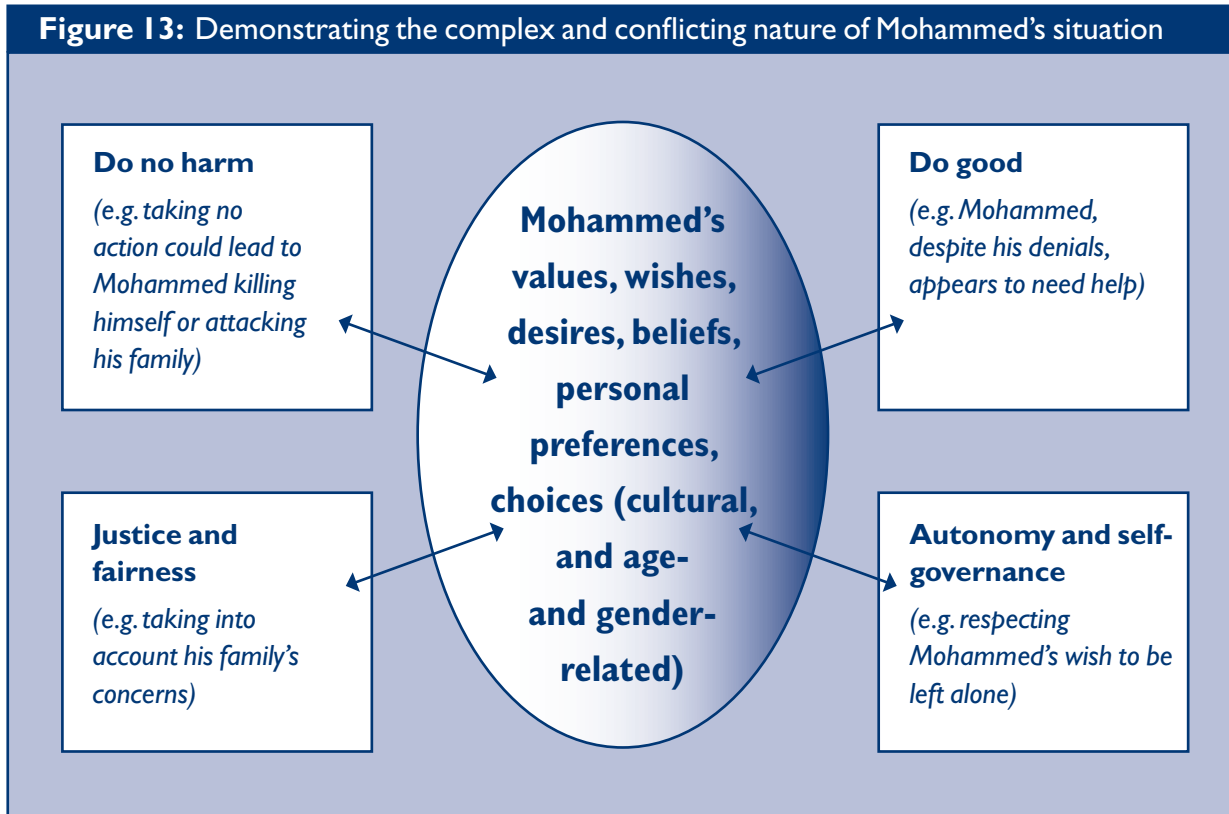 Figure 13: Demonstrating the complex and conflicting nature of Mohammed's situation
Do no harm
(e.g. taking no
action could lead to
Mohammed killing
himself or attacking
his family)
Mohammed's
values, wishes,
desires, beliefs,
personal
preferences,
choices (cultural,
and age-
and gender-
related)
Do good
(e.g. Mohammed,
despite his denials,
appears to need help)
Justice and
fairness
(e.g. taking into
account his family's
concerns)
Autonomy and self-
governance
(e.g. respecting
Mohammed's wish to be
left alone)